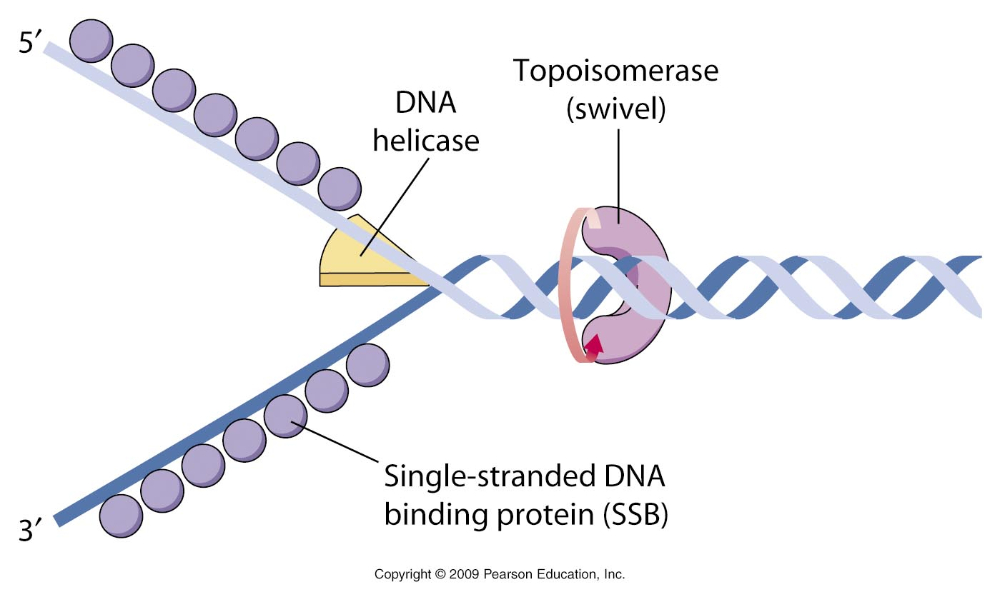 5′
DNA
helicase
Topoisomerase
(swivel)
Single-stranded DNA
binding protein (SSB)
3′
Copyright © 2009 Pearson Education, Inc.